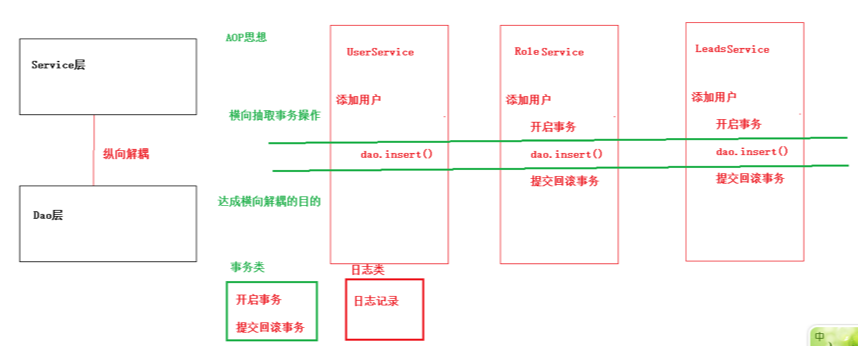 AOP思想
Service层
纵向解耦
Dao层
横向抽取事务操作
达成横向解耦的目的
UserService
添加用户
dao.insert()
RoleService
添加用户
开启事务
dao.insert()
提交回滚事务
LeadsService
添加用户
开启事务
dao.insert()
提交回滚事务
事务类
开启事务
提交回滚事务
日志类
日志记录
中